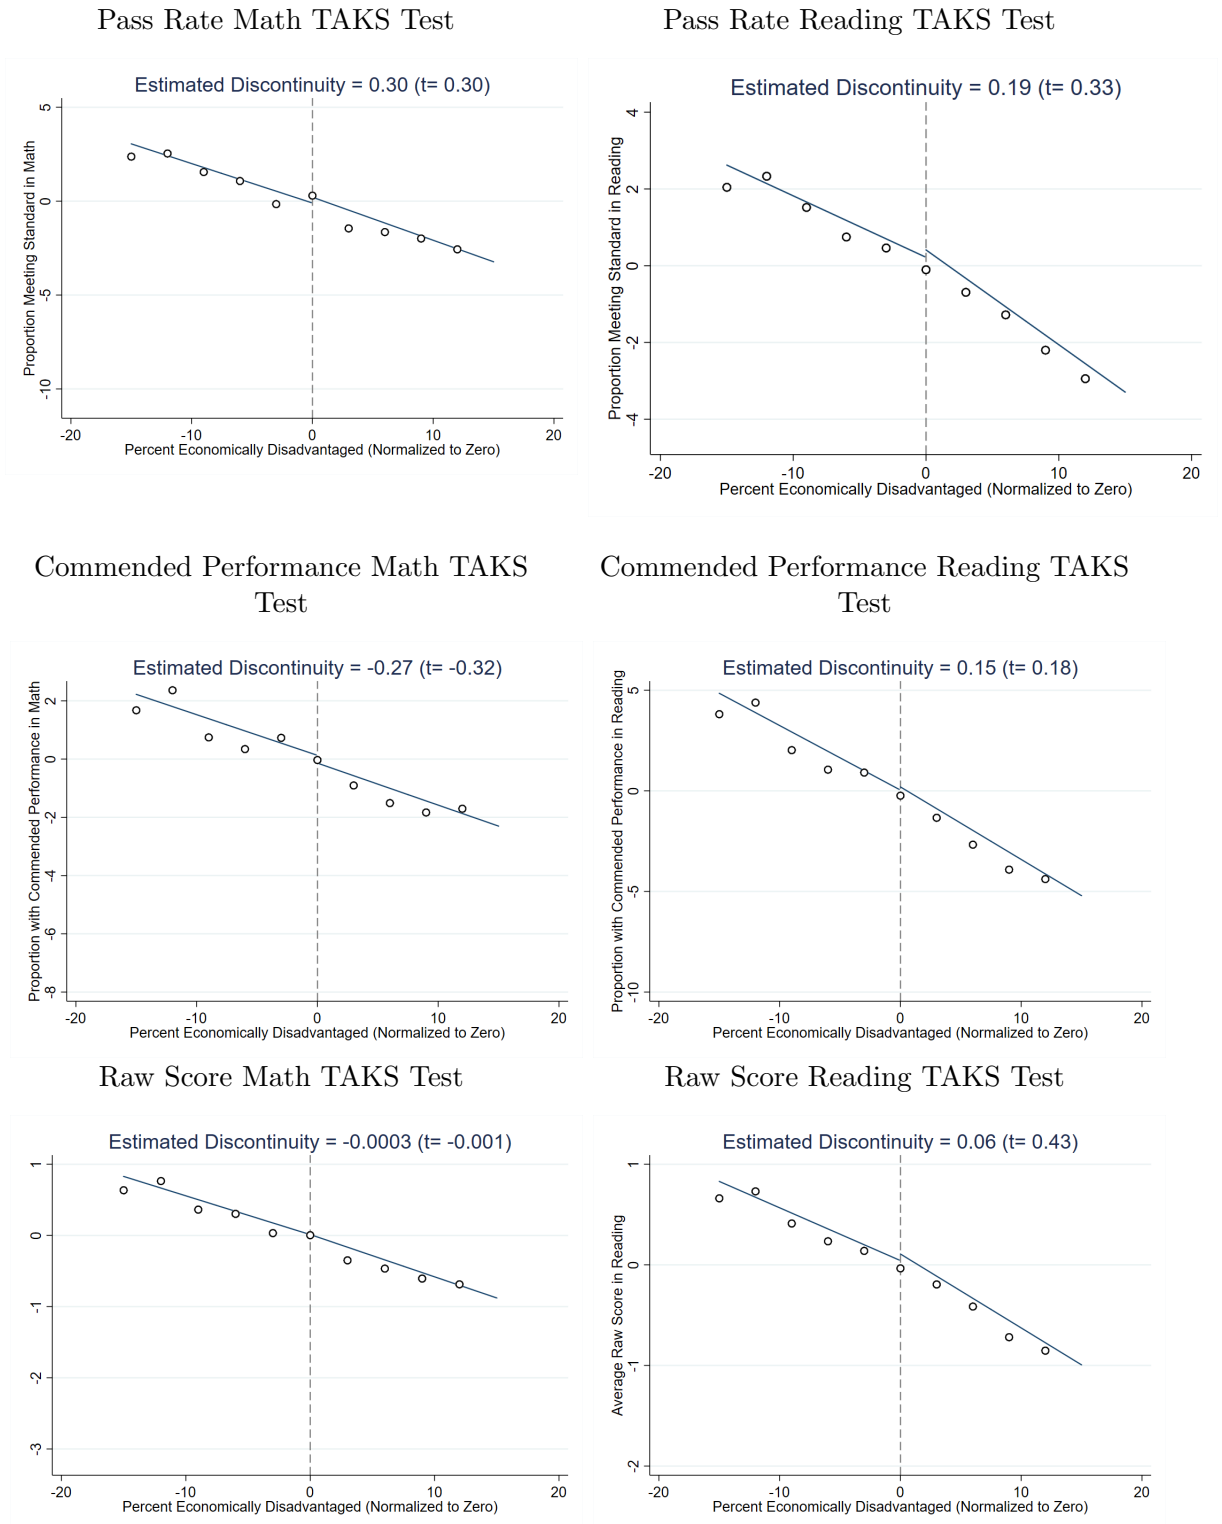 Pass Rate Math TAKS Test
Estimated Discontinuity = 0.30 (t= 0.30)
Proportion Meeting Standard in Math
5
0
-5
-10
-20
-10
0
10
20
Percent Economically Disadvantaged (Normalized to Zero)
Pass Rate Reading TAKS Test
Estimated Discontinuity = 0.19 (t= 0.33)
Proportion Meeting Standard in Reading
4
2
0
-2
-4
-20
-10
0
10
20
Percent Economically Disadvantaged (Normalized to Zero)
Commended Performance Math TAKS
Test
Estimated Discontinuity = -0.27 (t= -0.32)
Proportion with Commended Performance in Math
2
0
-2
-4
-6
-8
-20
-10
0
10
20
Percent Economically Disadvantaged (Normalized to Zero)
Commended Performance Reading TAKS
Test
Estimated Discontinuity = 0.15 (t= 0.18)
Proportion with Commended Performance in Reading
5
0
-5
-10
-20
-10
0
10
20
Percent Economically Disadvantaged (Normalized to Zero)
Raw Score Math TAKS Test
Estimated Discontinuity = -0.0003 (t= -0.001)
1
0
-1
-2
-3
-20
-10
0
10
20
Percent Economically Disadvantaged (Normalized to Zero)
Raw Score Reading TAKS Test
Estimated Discontinuity = 0.06 (t= 0.43)
Average Raw Score in Reading
1
0
-1
-2
-20
-10
0
10
20
Percent Economically Disadvantaged (Normalized to Zero)